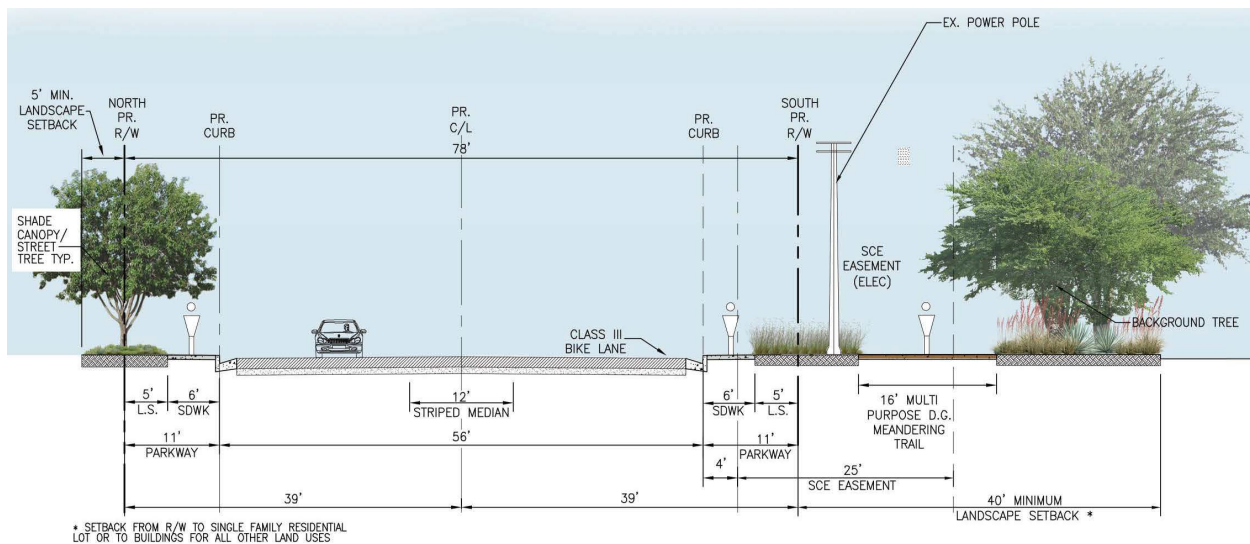 EX. POWER POLE
5' MIN.
LANDSCAPE
SETBACK
NORTH
PR.
R/W
PR.
CURB
PR.
C/L
78'
PR.
CURB
SOUTH
PR.
R/W
SHADE
CANOPY/
STREET
TREE TYP.
SCE
EASEMENT
(ELEC)
BACKGROUND TREE
CLASS III
BIKE LANE
5'
L.S.
6'
SDWK
12'
STRIPED MEDIAN
6'
SDWK
5'
L.S.
16' MULTI
PURPOSE D.G.
MEANDERING
TRAIL
11'
PARKWAY
56'
11'
PARKWAY
4'
25'
SCE EASEMENT
39'
39'
40' MINIMUM
LANDSCAPE SETBACK *
* SETBACK FROM R/W TO SINGLE FAMILY RESIDENTIAL
LOT OR TO BUILDINGS FOR ALL OTHER LAND USES